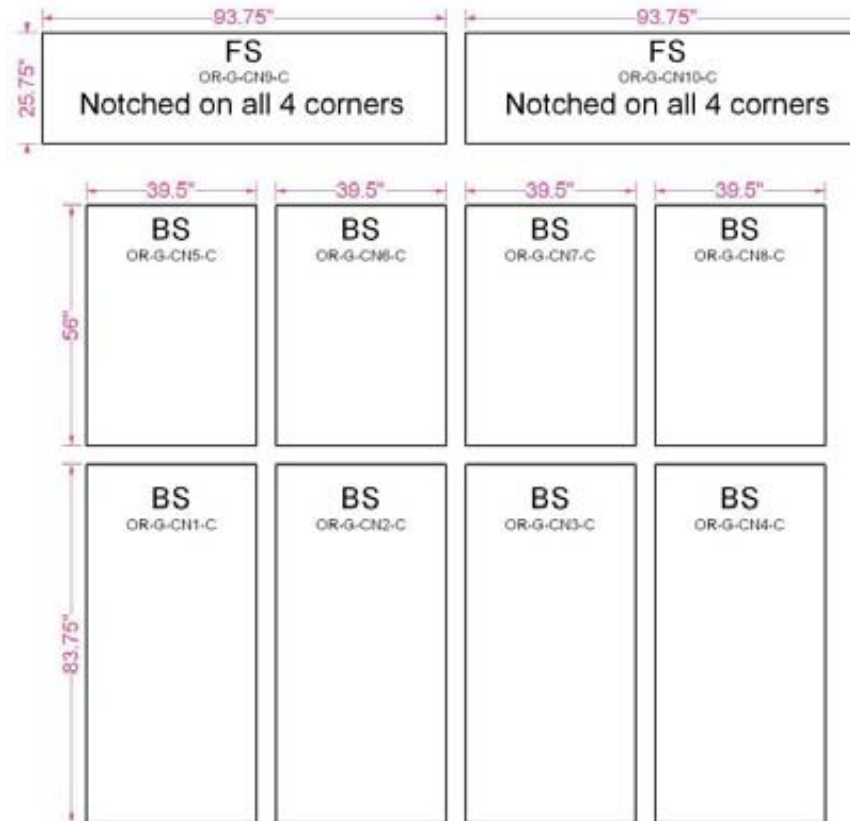 93.75" 93.75"
25.75"
FS FS
OR-G-CN9-C OR-G-CN10-C
Notched on all 4 corners Notched on all 4 corners
39.5" 39.5" 39.5" 39.5"
56"
BS BS BS BS
OR-G-CN5-C OR-G-CN6-C OR-G-CN7-C OR-G-CN8-C
83.75"
BS BS BS BS
OR-G-CN1-C OR-G-CN2-C OR-G-CN3-C OR-G-CN4-C